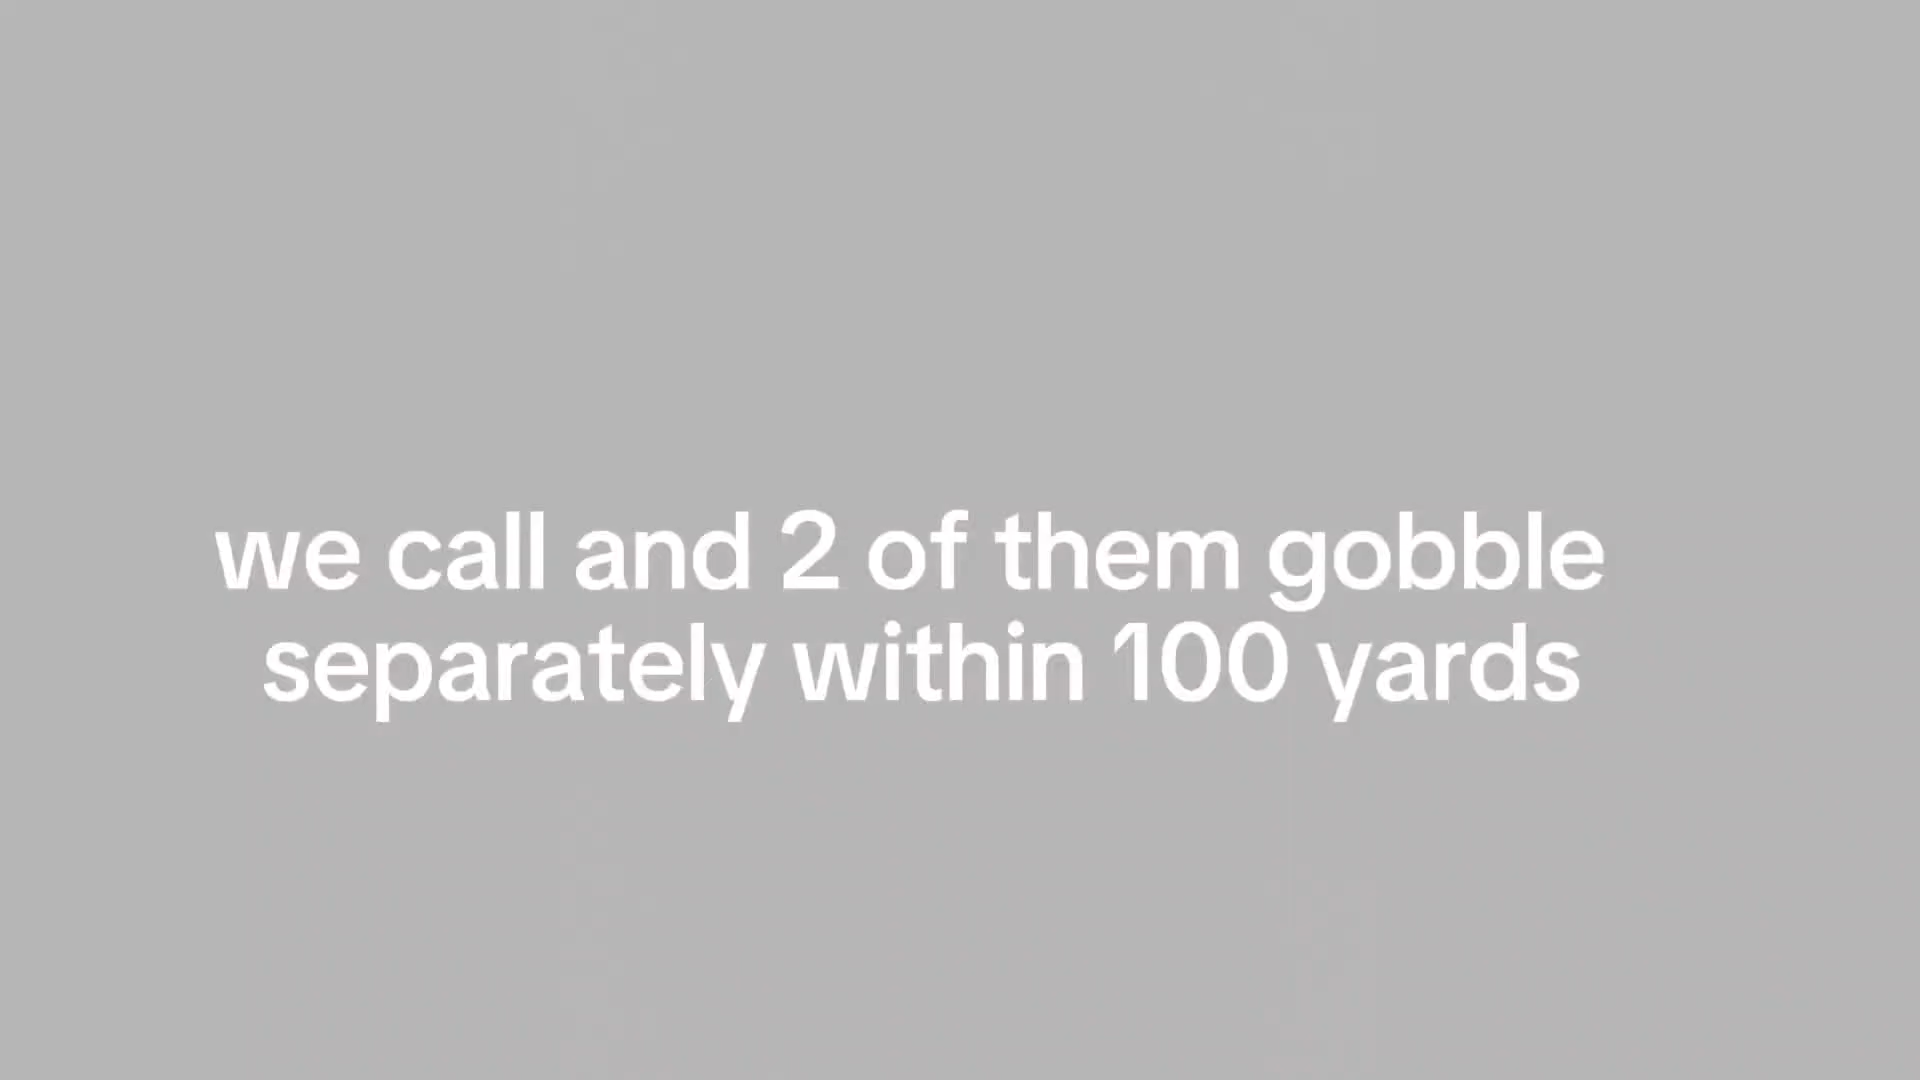 we call and 2 of them gobble
separately within 100 yards